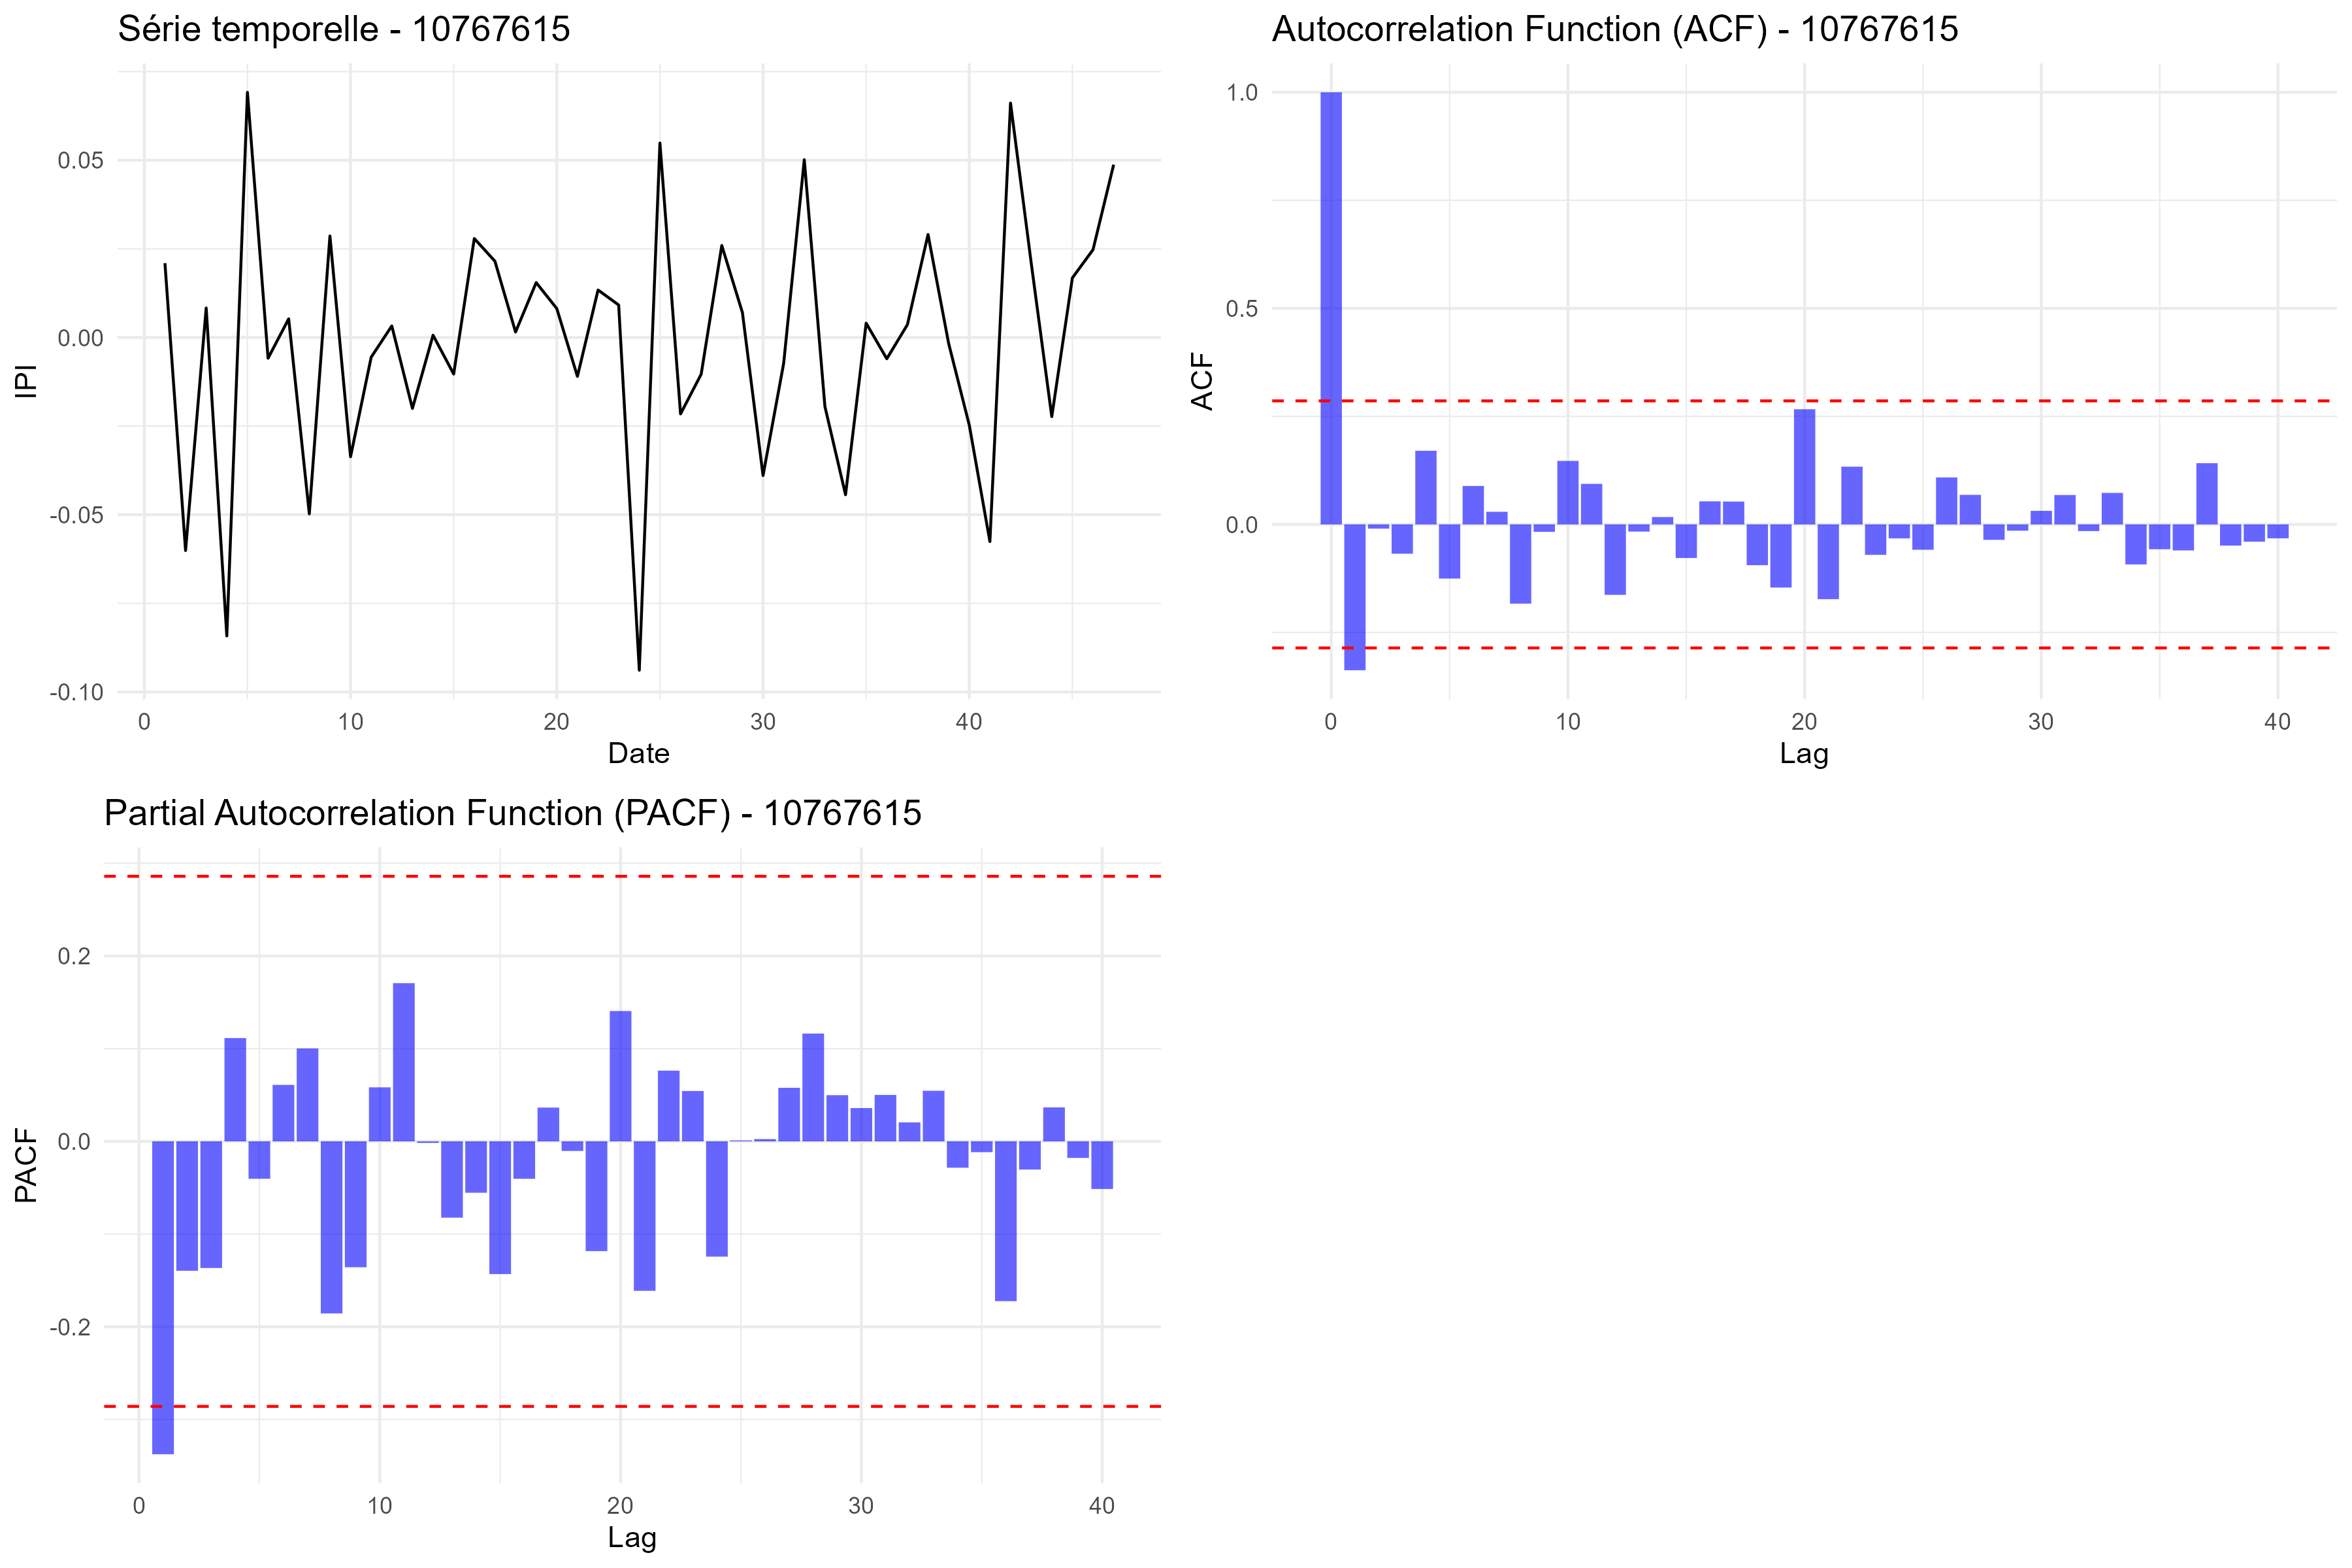 Série temporelle - 10767615
0.05
0.00
-0.05
-0.10
IPI
0 10 20 30 40
Date
Autocorrelation Function (ACF) - 10767615
1.0
0.5
0.0
ACF
0 10 20 30 40
Lag
Partial Autocorrelation Function (PACF) - 10767615
0.2
0.0
-0.2
PACF
0 10 20 30 40
Lag